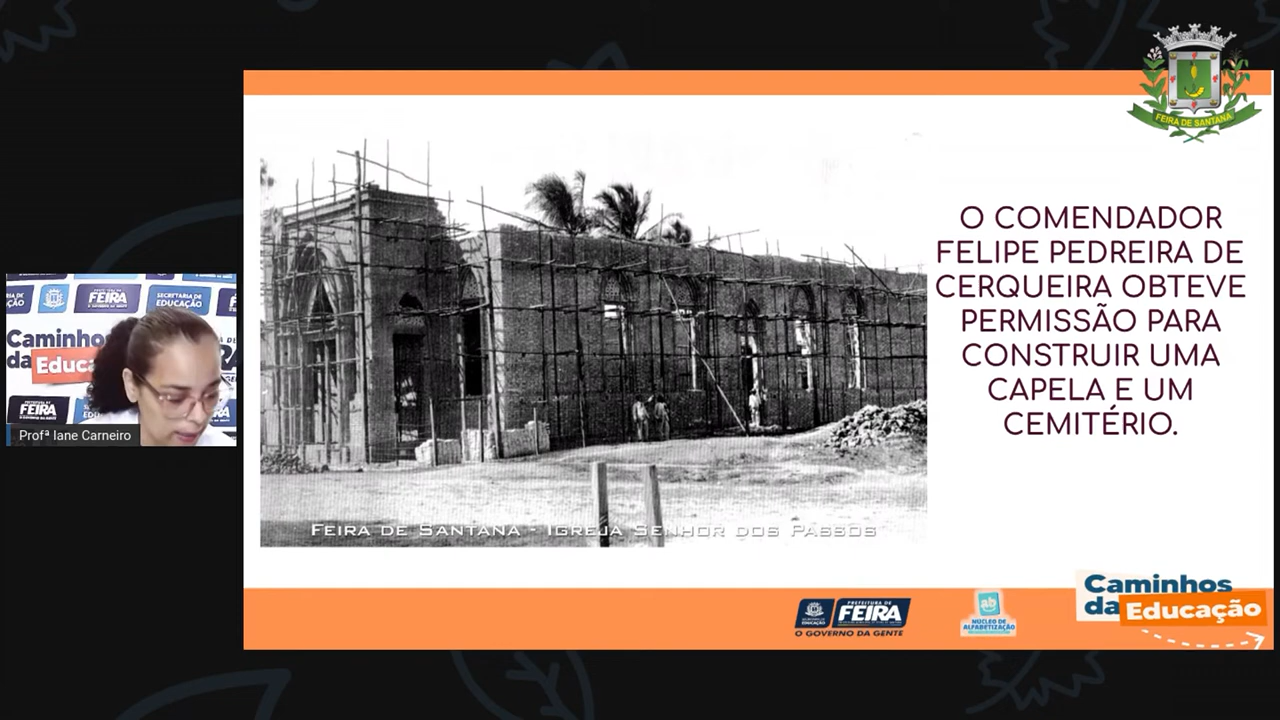 FEIRA DE SANTANA
O COMENDADOR
FELIPE PEDREIRA DE
CERQUEIRA OBTEVE
PERMISSÃO PARA
CONSTRUIR UMA
CAPELA E UM
CEMITÉRIO.
FEIRA
SECRETARIA DE
EDUCAÇÃO
Caminhos
da Educa
FEIRA
Profª Iane Carneiro
FEIRA DE SANTANA - IGREJA SENHOR DOS PASSOS
PREFEITURA DE
FEIRA
O GOVERNO DA GENTE
NÚCLEO DE
ALFABETIZAÇÃO
Caminhos
da Educação